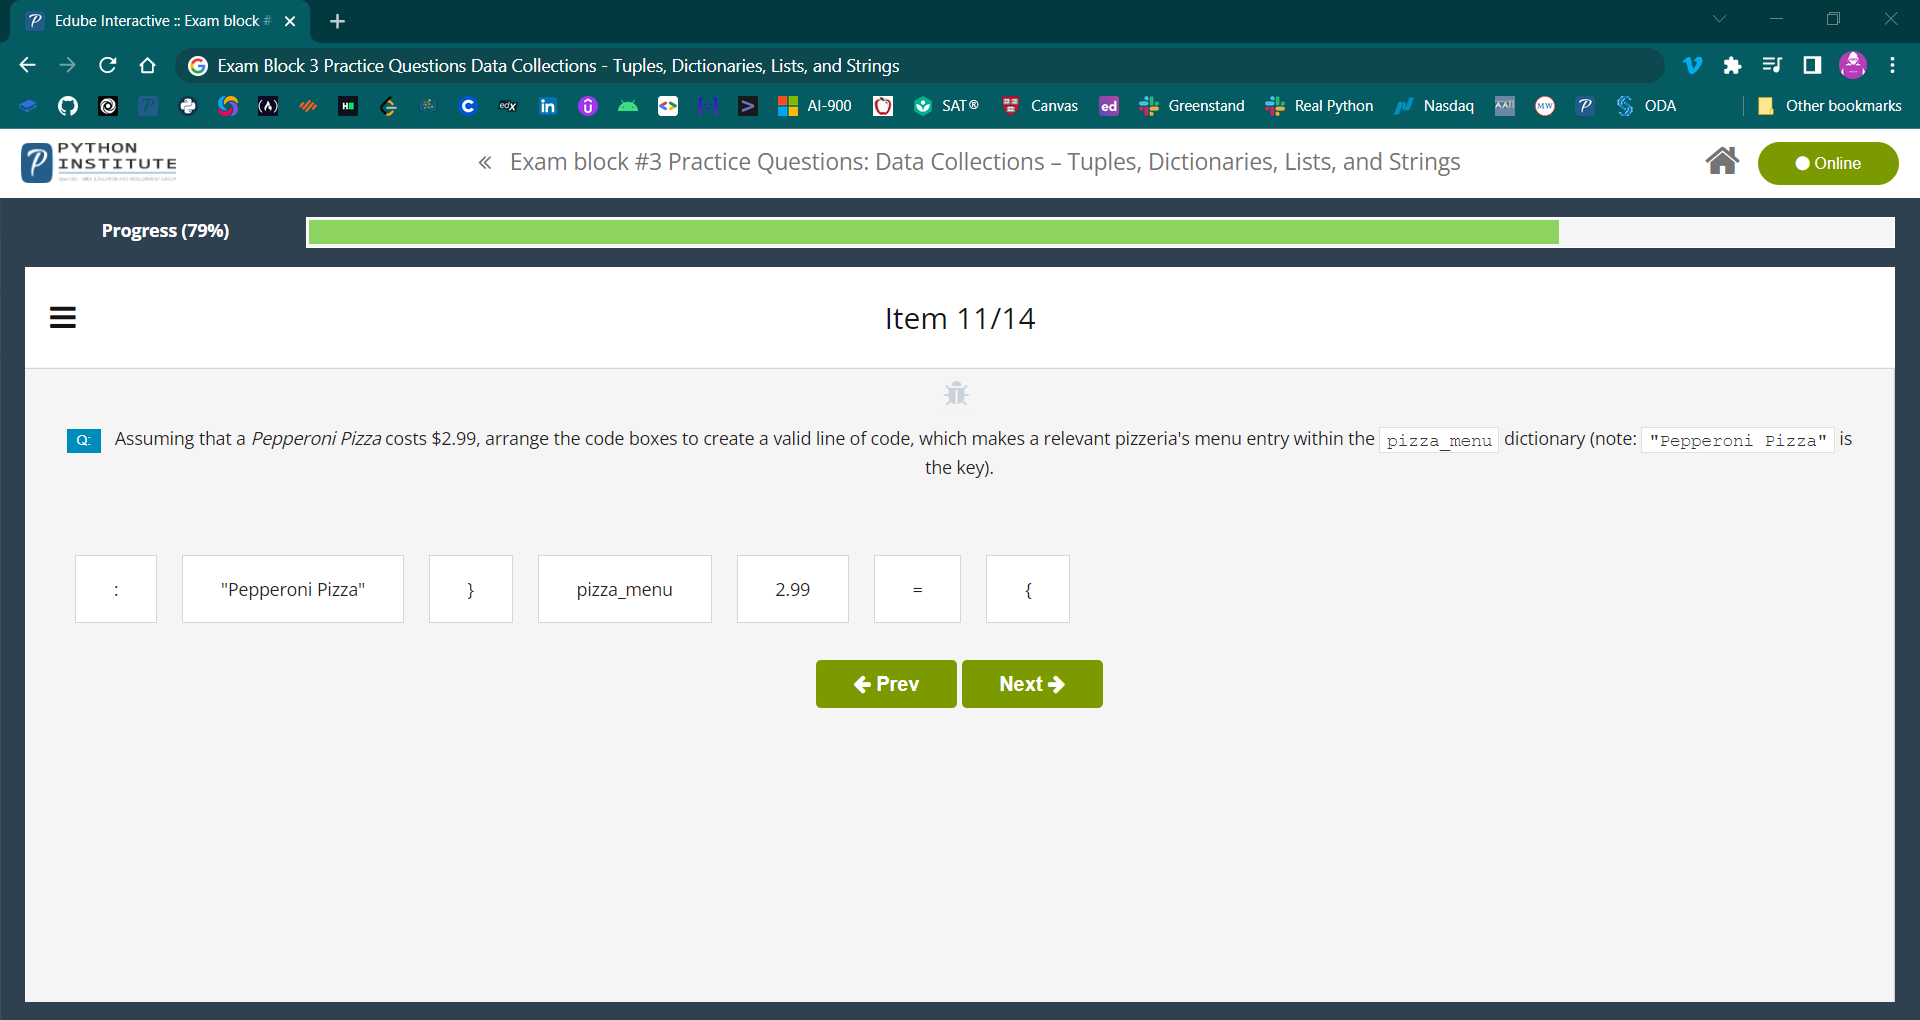 Edube Interactive :: Exam block #
Exam Block 3 Practice Questions Data Collections - Tuples, Dictionaries, Lists, and Strings
AI-900 SAT® Canvas ed Greenstand Real Python Nasdaq MW ODA Other bookmarks
PYTHON
INSTITUTE
« Exam block #3 Practice Questions: Data Collections – Tuples, Dictionaries, Lists, and Strings
Online
Progress (79%)
Item 11/14
Q: Assuming that a Pepperoni Pizza costs $2.99, arrange the code boxes to create a valid line of code, which makes a relevant pizzeria's menu entry within the pizza_menu dictionary (note: "Pepperoni Pizza" is
the key).
: "Pepperoni Pizza" } pizza_menu 2.99 = {
Prev Next